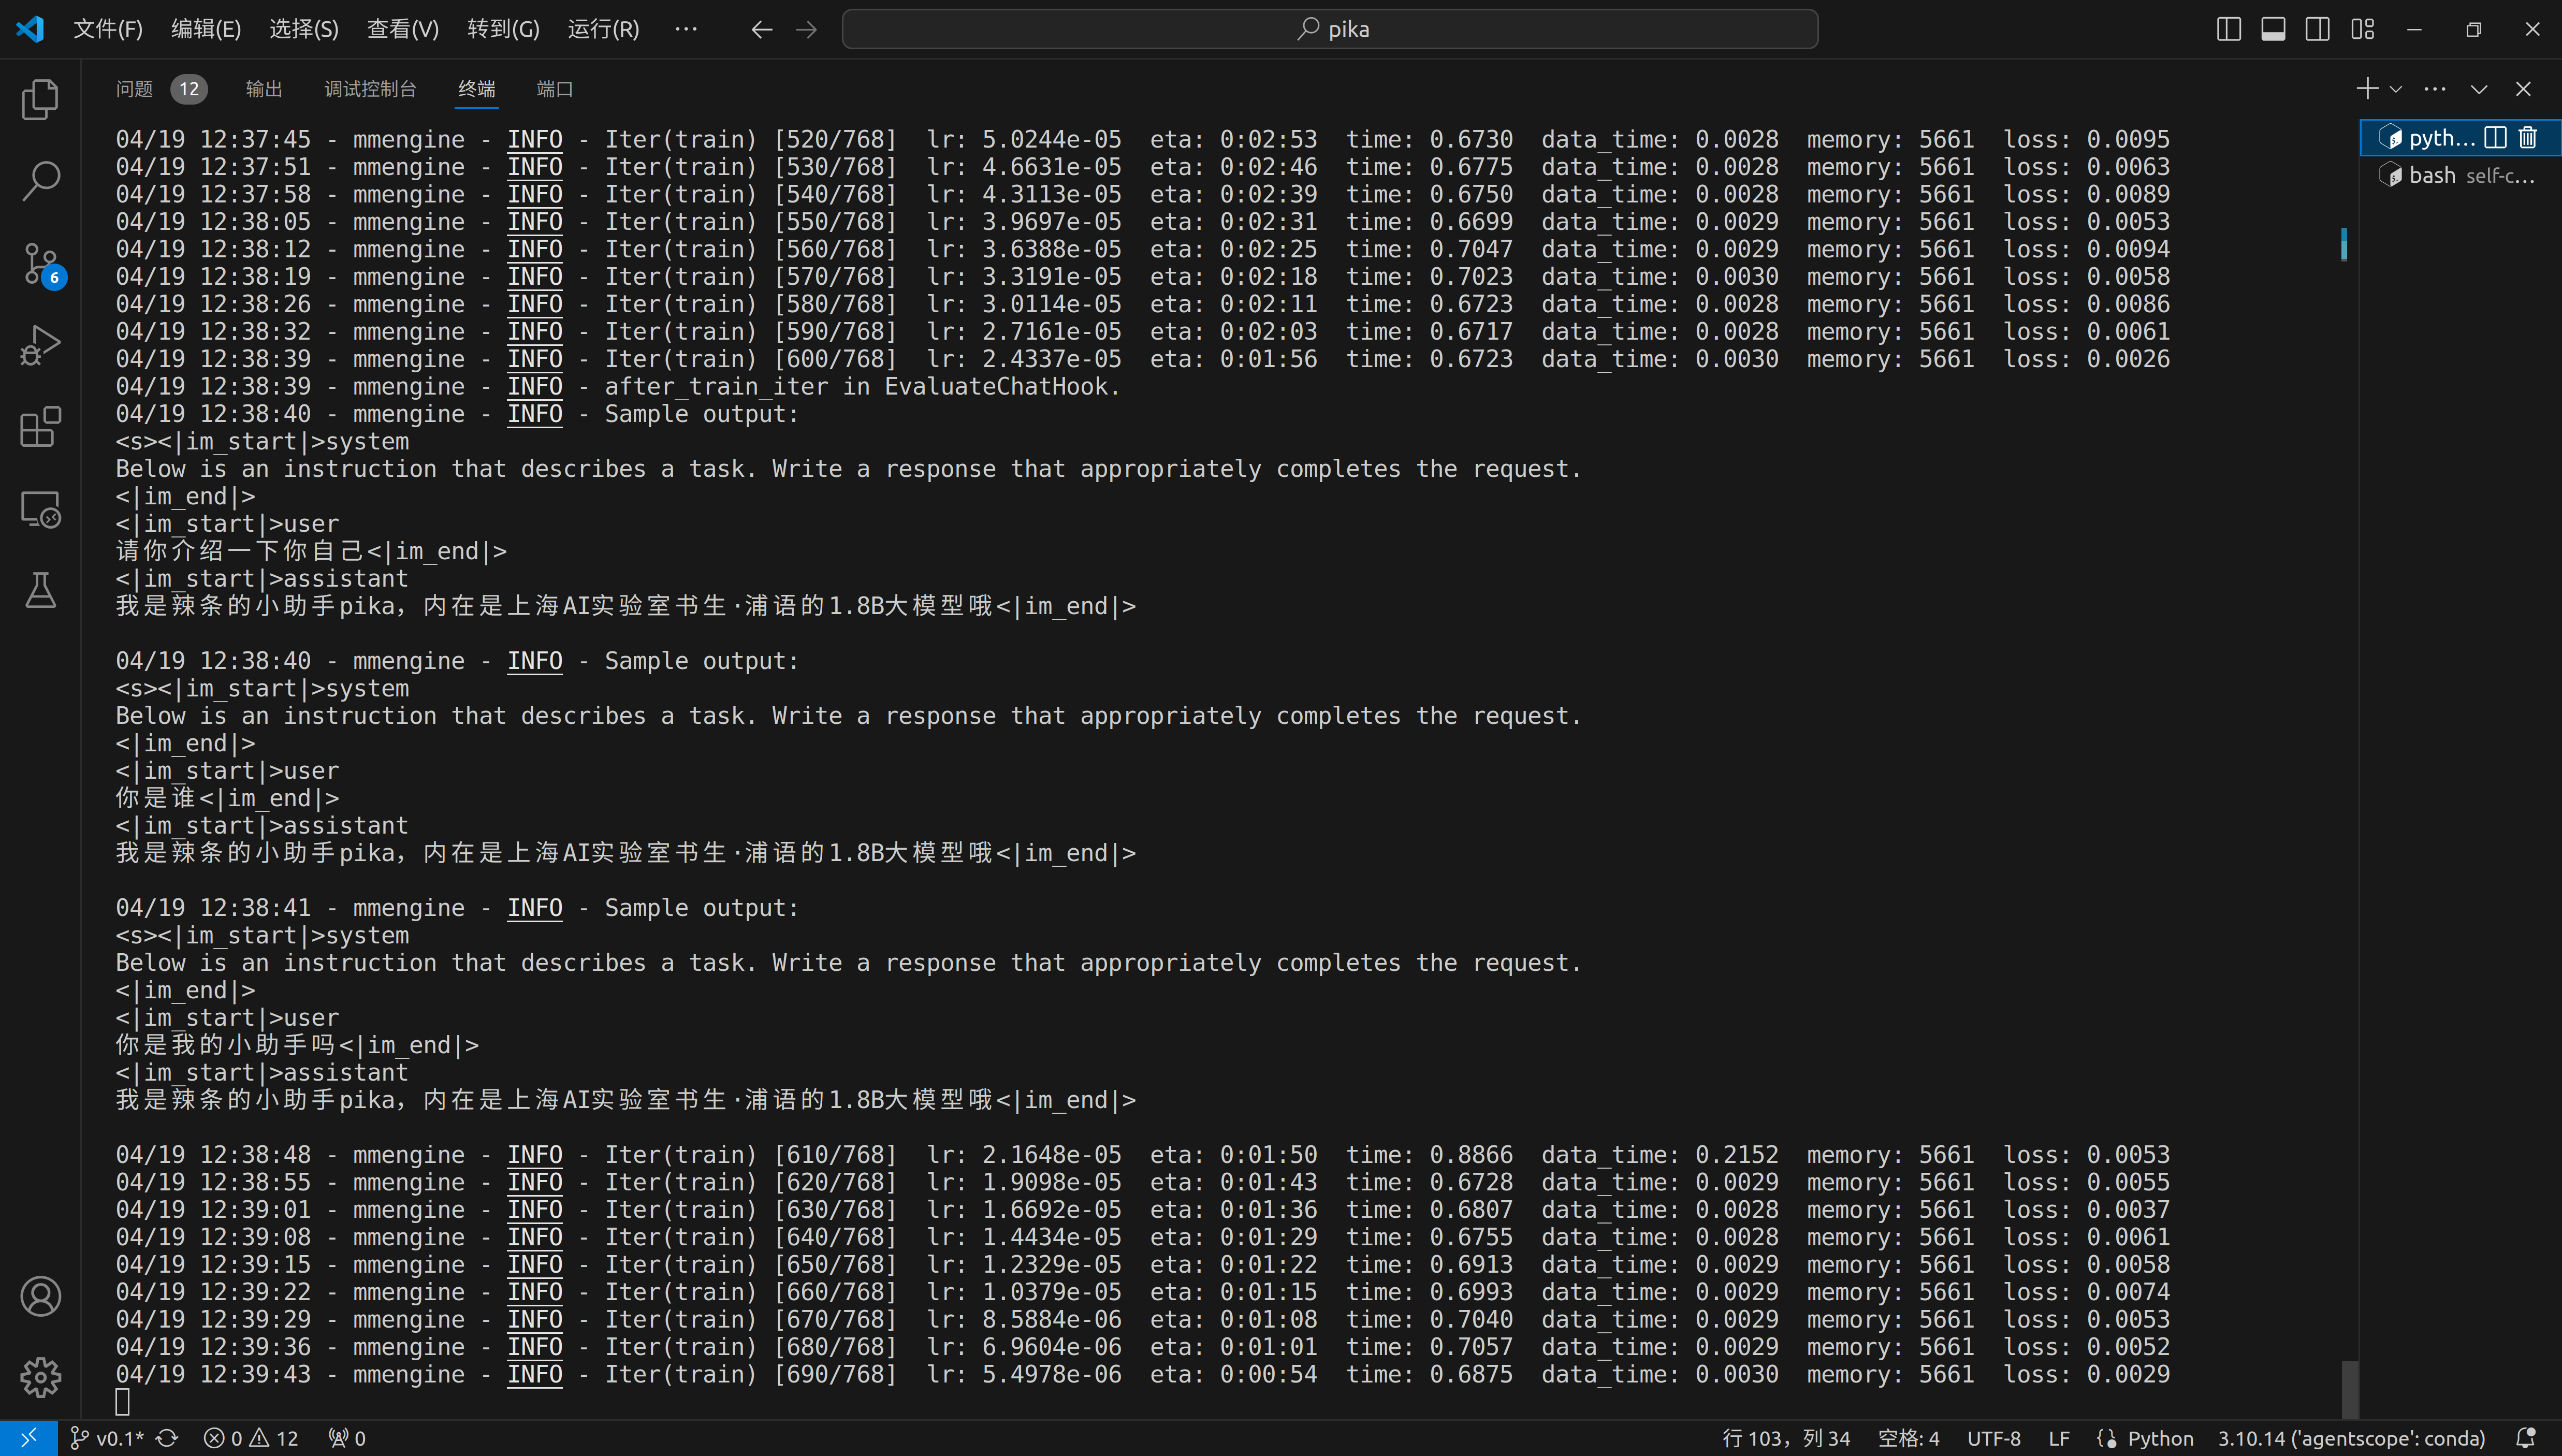 文件(F) 编辑(E) 选择(S) 查看(V) 转到(G) 运行(R) ··· pika
问题 12 输出 调试控制台 终端 端口
04/19 12:37:45 - mmengine - INFO - Iter(train) [520/768] lr: 5.0244e-05 eta: 0:02:53 time: 0.6730 data_time: 0.0028 memory: 5661 loss: 0.0095
04/19 12:37:51 - mmengine - INFO - Iter(train) [530/768] lr: 4.6631e-05 eta: 0:02:46 time: 0.6775 data_time: 0.0028 memory: 5661 loss: 0.0063
04/19 12:37:58 - mmengine - INFO - Iter(train) [540/768] lr: 4.3113e-05 eta: 0:02:39 time: 0.6750 data_time: 0.0028 memory: 5661 loss: 0.0089
04/19 12:38:05 - mmengine - INFO - Iter(train) [550/768] lr: 3.9697e-05 eta: 0:02:31 time: 0.6699 data_time: 0.0029 memory: 5661 loss: 0.0053
04/19 12:38:12 - mmengine - INFO - Iter(train) [560/768] lr: 3.6388e-05 eta: 0:02:25 time: 0.7047 data_time: 0.0029 memory: 5661 loss: 0.0094
04/19 12:38:19 - mmengine - INFO - Iter(train) [570/768] lr: 3.3191e-05 eta: 0:02:18 time: 0.7023 data_time: 0.0030 memory: 5661 loss: 0.0058
04/19 12:38:26 - mmengine - INFO - Iter(train) [580/768] lr: 3.0114e-05 eta: 0:02:11 time: 0.6723 data_time: 0.0028 memory: 5661 loss: 0.0086
04/19 12:38:32 - mmengine - INFO - Iter(train) [590/768] lr: 2.7161e-05 eta: 0:02:03 time: 0.6717 data_time: 0.0028 memory: 5661 loss: 0.0061
04/19 12:38:39 - mmengine - INFO - Iter(train) [600/768] lr: 2.4337e-05 eta: 0:01:56 time: 0.6723 data_time: 0.0030 memory: 5661 loss: 0.0026
04/19 12:38:39 - mmengine - INFO - after_train_iter in EvaluateChatHook.
04/19 12:38:40 - mmengine - INFO - Sample output:
<s><|im_start|>system
Below is an instruction that describes a task. Write a response that appropriately completes the request.
<|im_end|>
<|im_start|>user
请你介绍一下你自己<|im_end|>
<|im_start|>assistant
我是辣条的小助手pika，内在是上海AI实验室书生·浦语的1.8B大模型哦<|im_end|>
04/19 12:38:40 - mmengine - INFO - Sample output:
<s><|im_start|>system
Below is an instruction that describes a task. Write a response that appropriately completes the request.
<|im_end|>
<|im_start|>user
你是谁<|im_end|>
<|im_start|>assistant
我是辣条的小助手pika，内在是上海AI实验室书生·浦语的1.8B大模型哦<|im_end|>
04/19 12:38:41 - mmengine - INFO - Sample output:
<s><|im_start|>system
Below is an instruction that describes a task. Write a response that appropriately completes the request.
<|im_end|>
<|im_start|>user
你是我的小助手吗<|im_end|>
<|im_start|>assistant
我是辣条的小助手pika，内在是上海AI实验室书生·浦语的1.8B大模型哦<|im_end|>
04/19 12:38:48 - mmengine - INFO - Iter(train) [610/768] lr: 2.1648e-05 eta: 0:01:50 time: 0.8866 data_time: 0.2152 memory: 5661 loss: 0.0053
04/19 12:38:55 - mmengine - INFO - Iter(train) [620/768] lr: 1.9098e-05 eta: 0:01:43 time: 0.6728 data_time: 0.0029 memory: 5661 loss: 0.0055
04/19 12:39:01 - mmengine - INFO - Iter(train) [630/768] lr: 1.6692e-05 eta: 0:01:36 time: 0.6807 data_time: 0.0028 memory: 5661 loss: 0.0037
04/19 12:39:08 - mmengine - INFO - Iter(train) [640/768] lr: 1.4434e-05 eta: 0:01:29 time: 0.6755 data_time: 0.0028 memory: 5661 loss: 0.0061
04/19 12:39:15 - mmengine - INFO - Iter(train) [650/768] lr: 1.2329e-05 eta: 0:01:22 time: 0.6913 data_time: 0.0029 memory: 5661 loss: 0.0058
04/19 12:39:22 - mmengine - INFO - Iter(train) [660/768] lr: 1.0379e-05 eta: 0:01:15 time: 0.6993 data_time: 0.0029 memory: 5661 loss: 0.0074
04/19 12:39:29 - mmengine - INFO - Iter(train) [670/768] lr: 8.5884e-06 eta: 0:01:08 time: 0.7040 data_time: 0.0029 memory: 5661 loss: 0.0053
04/19 12:39:36 - mmengine - INFO - Iter(train) [680/768] lr: 6.9604e-06 eta: 0:01:01 time: 0.7057 data_time: 0.0029 memory: 5661 loss: 0.0052
04/19 12:39:43 - mmengine - INFO - Iter(train) [690/768] lr: 5.4978e-06 eta: 0:00:54 time: 0.6875 data_time: 0.0030 memory: 5661 loss: 0.0029
pyth...
bash self-c...
6
v0.1* 0 12 0 行 103，列 34 空格: 4 UTF-8 LF Python 3.10.14 ('agentscope': conda)